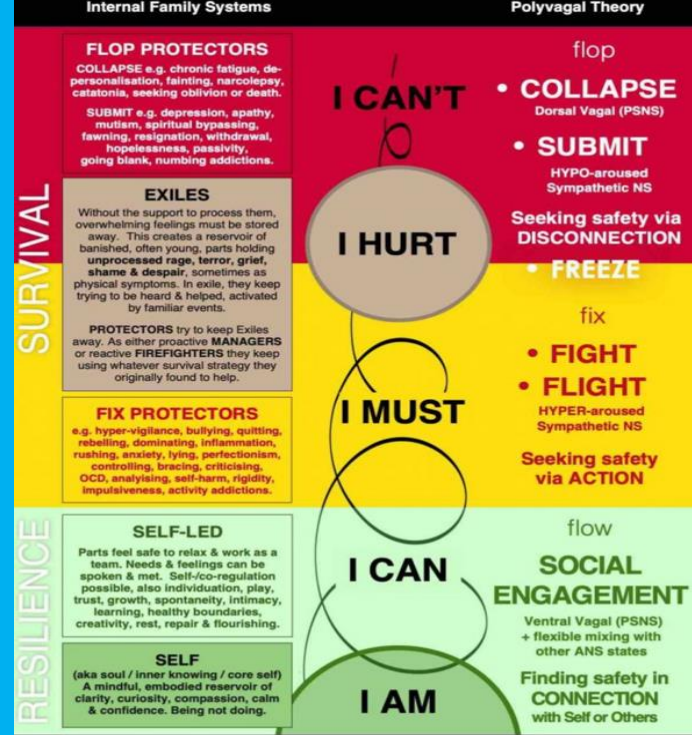 Internal Family Systems
Polyvagal Theory
SURVIVAL
FLOP PROTECTORS
COLLAPSE e.g. chronic fatigue, de-
personalisation, fainting, narcolepsy,
catatonia, seeking oblivion or death.
SUBMIT e.g. depression, apathy,
mutism, spiritual bypassing,
fawning, resignation, withdrawal,
hopelessness, passivity,
going blank, numbing addictions.
I CAN'T
flop
• COLLAPSE
Dorsal Vagal (PSNS)
• SUBMIT
HYPO-aroused
Sympathetic NS
Seeking safety via
DISCONNECTION
• FREEZE
EXILES
Without the support to process them,
overwhelming feelings must be stored
away. This creates a reservoir of
banished, often young, parts holding
unprocessed rage, terror, grief,
shame & despair, sometimes as
physical symptoms. In exile, they keep
trying to be heard & helped, activated
by familiar events.
PROTECTORS try to keep Exiles
away. As either proactive MANAGERS
or reactive FIREFIGHTERS they keep
using whatever survival strategy they
originally found to help.
I HURT
FIX PROTECTORS
e.g. hyper-vigilance, bullying, quitting,
rebelling, dominating, inflammation,
rushing, anxiety, lying, perfectionism,
controlling, bracing, criticising,
OCD, analyising, self-harm, rigidity,
impulsiveness, activity addictions.
I MUST
fix
• FIGHT
• FLIGHT
HYPER-aroused
Sympathetic NS
Seeking safety
via ACTION
RESILIENCE
SELF-LED
Parts feel safe to relax & work as a
team. Needs & feelings can be
spoken & met. Self-/co-regulation
possible, also individuation, play,
trust, growth, spontaneity, intimacy,
learning, healthy boundaries,
creativity, rest, repair & flourishing.
I CAN
flow
SOCIAL
ENGAGEMENT
Ventral Vagal (PSNS)
+ flexible mixing with
other ANS states
SELF
(aka soul / inner knowing / core self)
A mindful, embodied reservoir of
clarity, curiosity, compassion, calm
& confidence. Being not doing.
I AM
Finding safety in
CONNECTION
with Self or Others